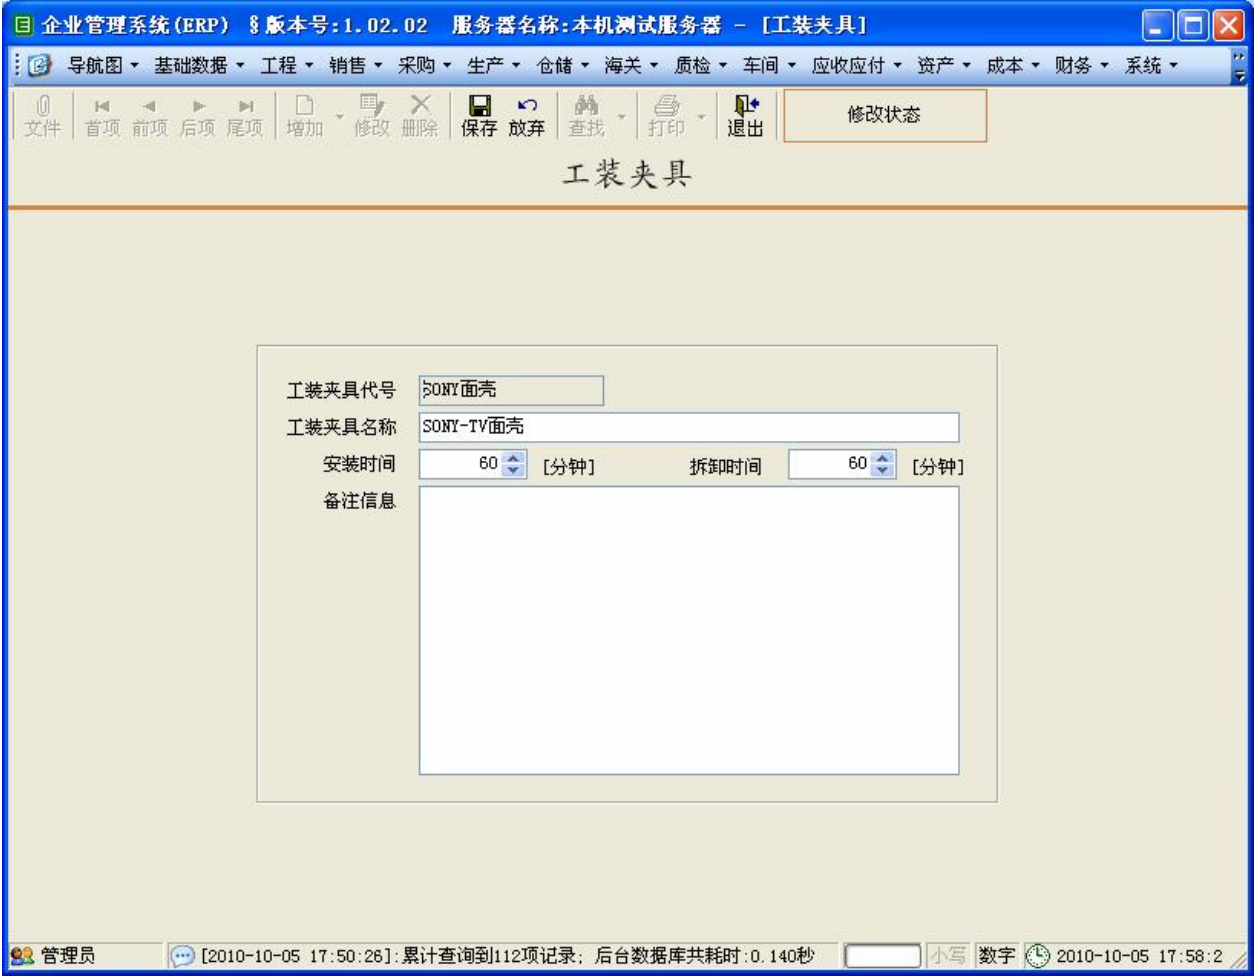 企业管理系统(ERP) §版本号:1.02.02 服务器名称:本机测试服务器 - [工装夹具]
导航图 基础数据 工程 销售 采购 生产 仓储 海关 质检 车间 应收应付 资产 成本 财务 系统
文件 首项 前项 后项 尾项 增加 修改 删除 保存 放弃 查找 打印 退出 修改状态
工装夹具
工装夹具代号 SONY面壳
工装夹具名称 SONY-TV面壳
安装时间 60 [分钟] 拆卸时间 60 [分钟]
备注信息
管理员 [2010-10-05 17:50:26]:累计查询到112项记录; 后台数据库共耗时:0.140秒 小写 数字 2010-10-05 17:58:2